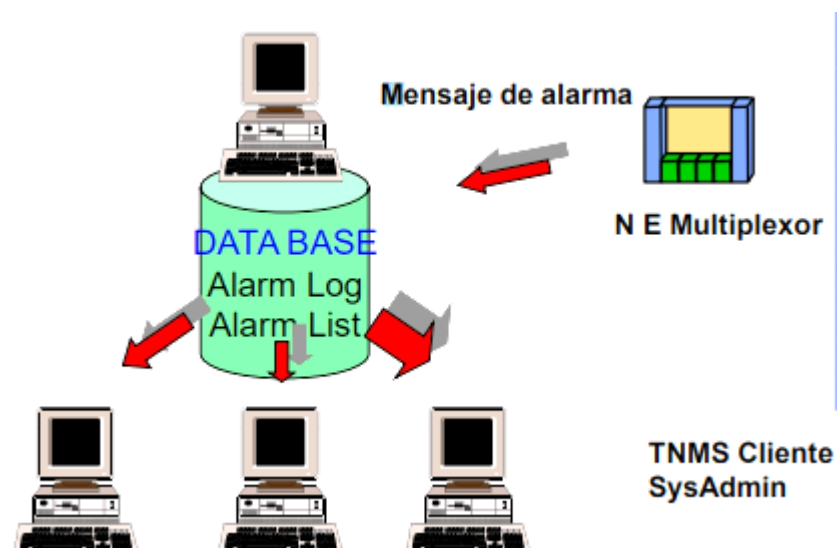 Mensaje de alarma
N E Multiplexor
DATA BASE
Alarm Log
Alarm List
TNMS Cliente
SysAdmin